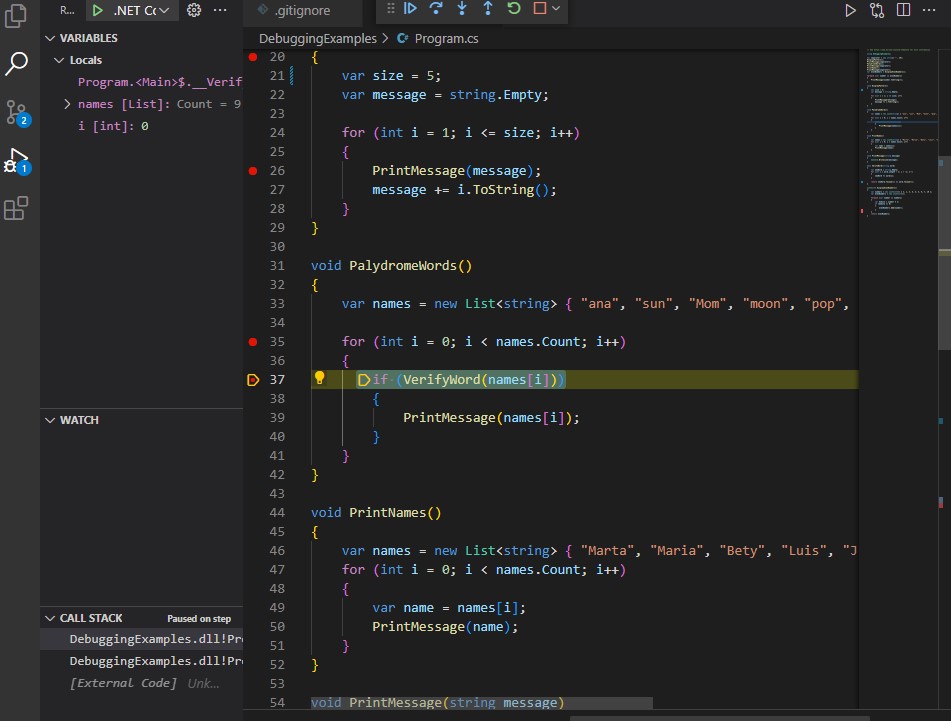 R...
.NET Cc
.gitignore
VARIABLES
Locals
Program.<Main>$.__Verif
names [List]: Count = 9
i [int]: 0
2
1
WATCH
CALL STACK
Paused on step
DebuggingExamples.dll!Pr
DebuggingExamples.dll!Pr
[External Code] Unk...
DebuggingExamples > Program.cs
20 {
21 var size = 5;
22 var message = string.Empty;
23
24 for (int i = 1; i <= size; i++)
25 {
26 PrintMessage(message);
27 message += i.ToString();
28 }
29 }
30
31 void PalydromeWords()
32 {
33 var names = new List<string> { "ana", "sun", "Mom", "moon", "pop",
34
35 for (int i = 0; i < names.Count; i++)
36 {
37 if (VerifyWord(names[i]))
38 {
39 PrintMessage(names[i]);
40 }
41 }
42 }
43
44 void PrintNames()
45 {
46 var names = new List<string> { "Marta", "Maria", "Bety", "Luis", "J
47 for (int i = 0; i < names.Count; i++)
48 {
49 var name = names[i];
50 PrintMessage(name);
51 }
52 }
53
54 void PrintMessage(string message)